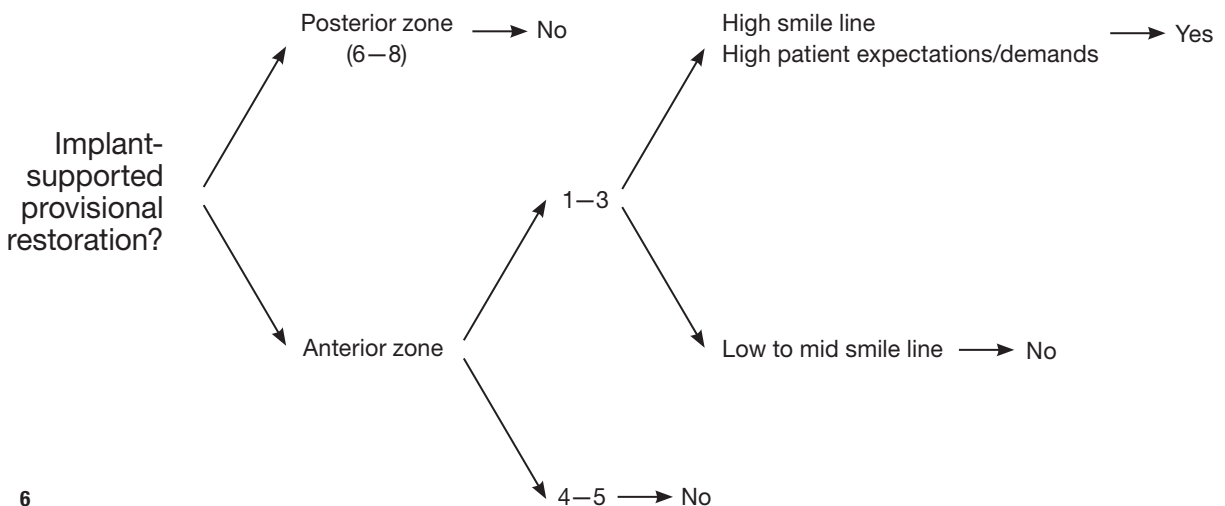 Posterior zone
(6—8)
No
High smile line
High patient expectations/demands
Yes
Implant-
supported
provisional
restoration?
1—3
Anterior zone
Low to mid smile line
No
4—5
No
6